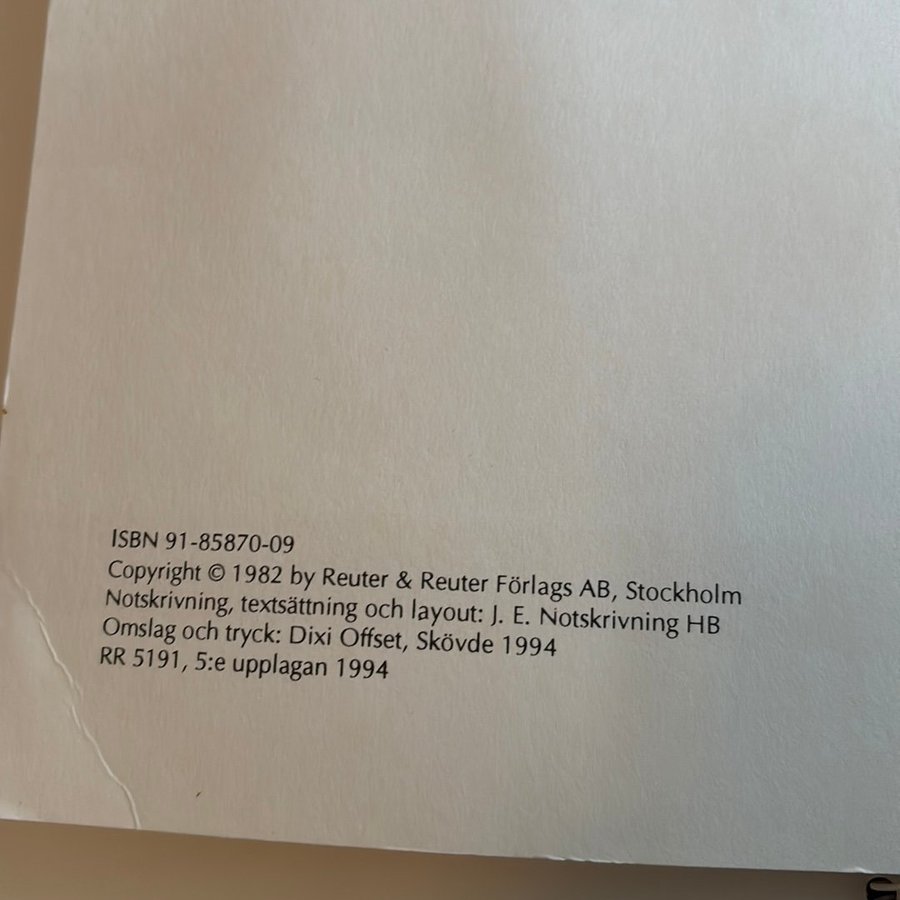 ISBN 91-85870-09
Copyright © 1982 by Reuter & Reuter Förlags AB, Stockholm
Notskrivning, textsättning och layout: J. E. Notskrivning HB
Omslag och tryck: Dixi Offset, Skövde 1994
RR 5191, 5:e upplagan 1994